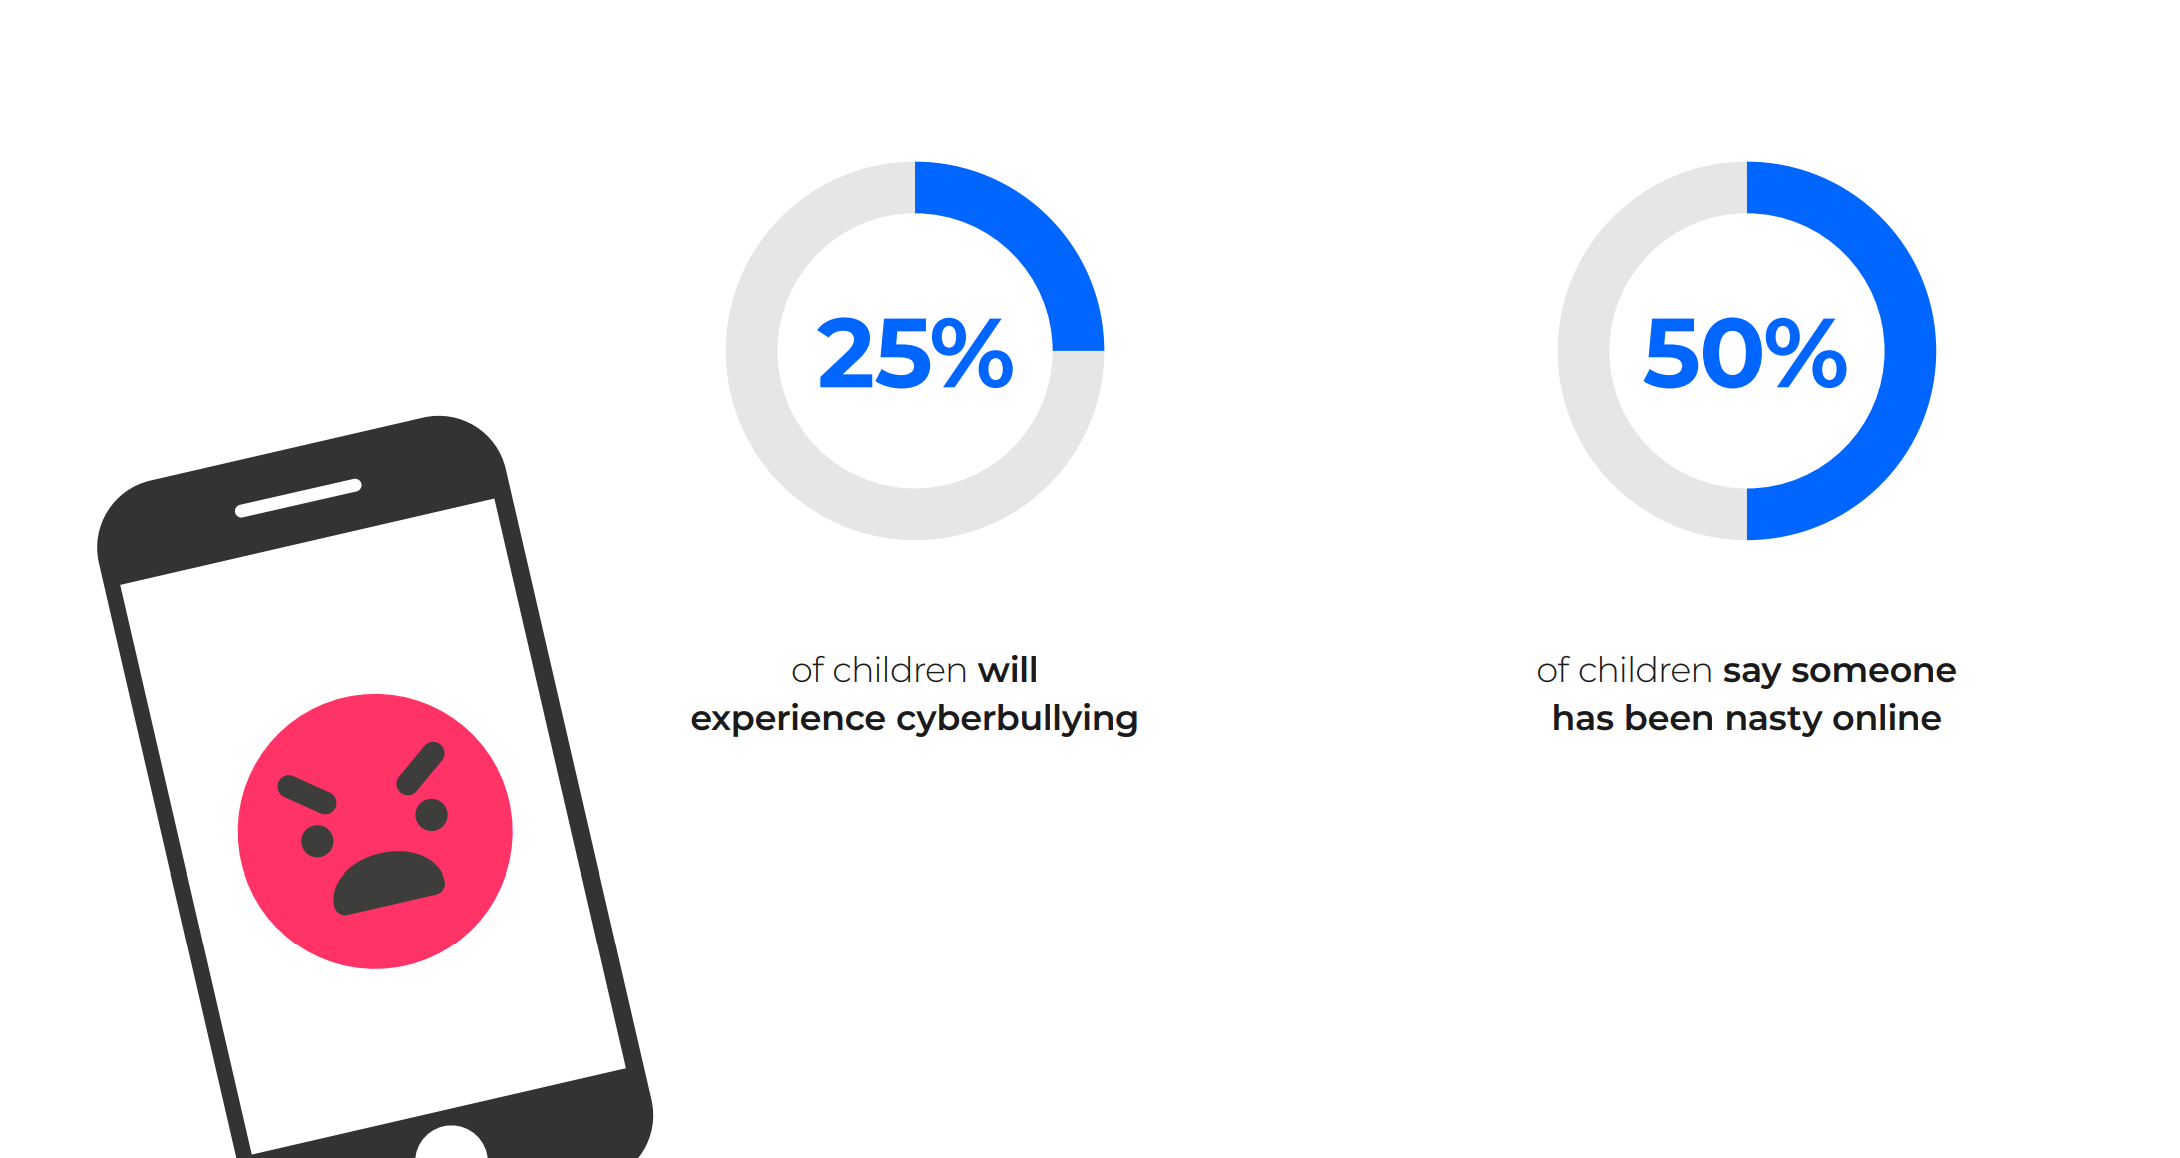 25%
of children will
experience cyberbullying
50%
of children say someone
has been nasty online